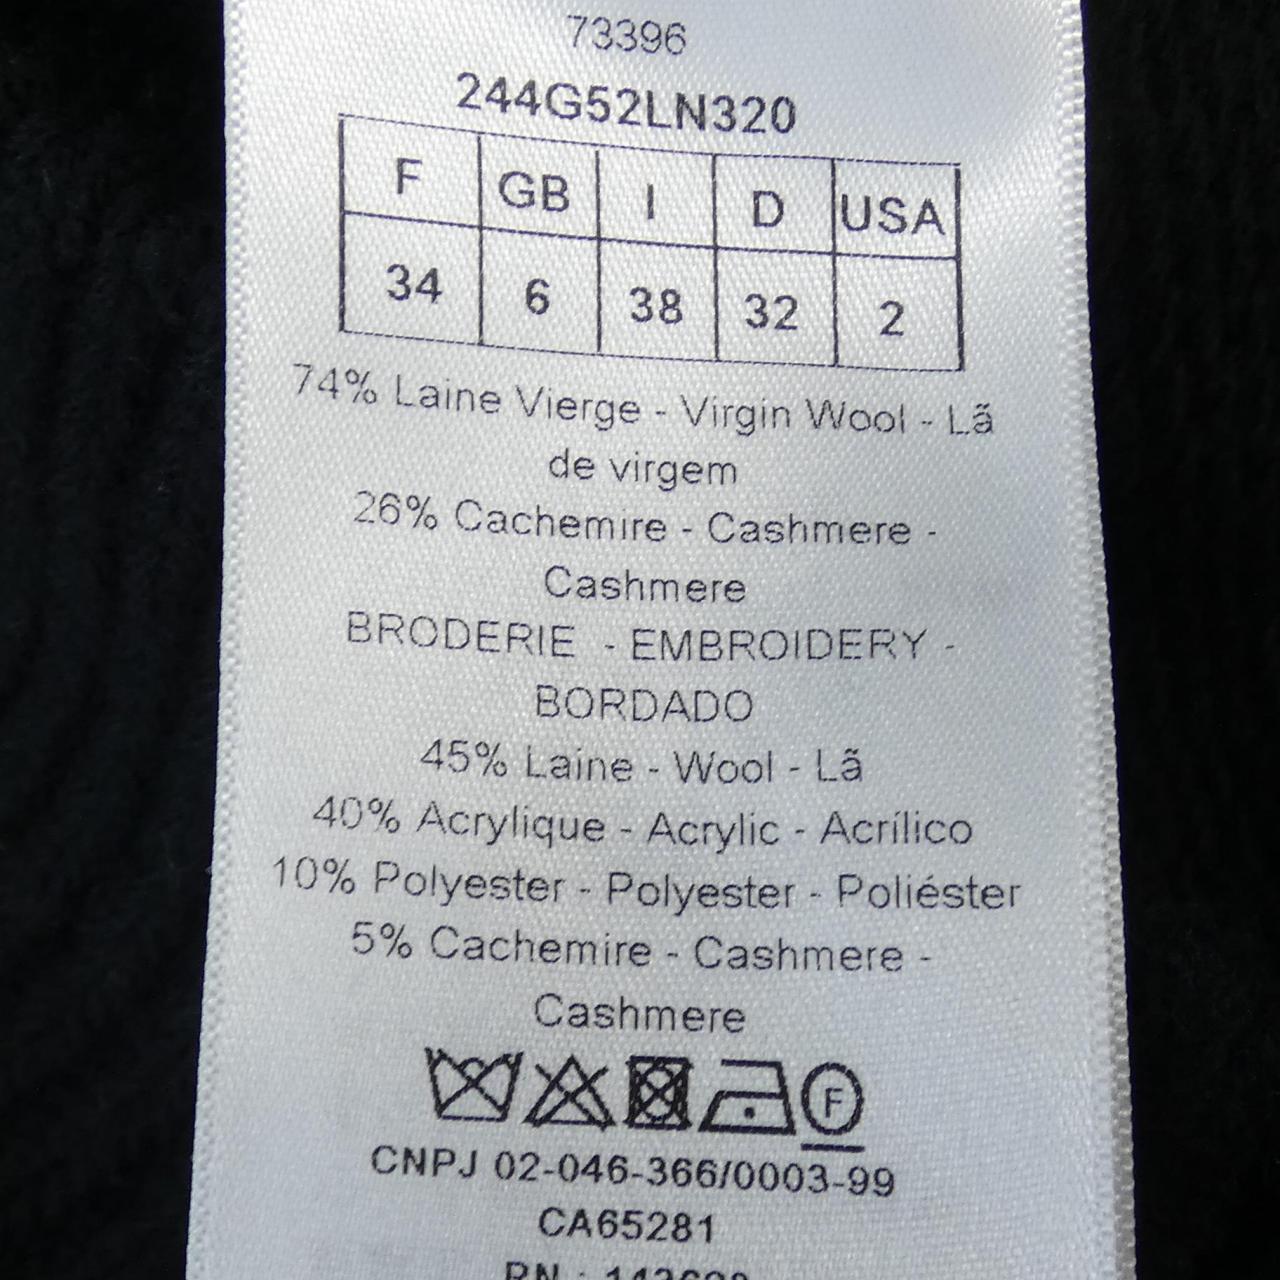 73396
244G52LN320
F GB I D USA
34 6 38 32 2
74% Laine Vierge - Virgin Wool - Lã
de virgem
26% Cachemire - Cashmere -
Cashmere
BRODERIE - EMBROIDERY -
BORDADO
45% Laine - Wool - Lã
40% Acrylique - Acrylic - Acrílico
10% Polyester - Polyester - Poliéster
5% Cachemire - Cashmere -
Cashmere
F
CNPJ 02-046-366/0003-99
CA65281
RN :